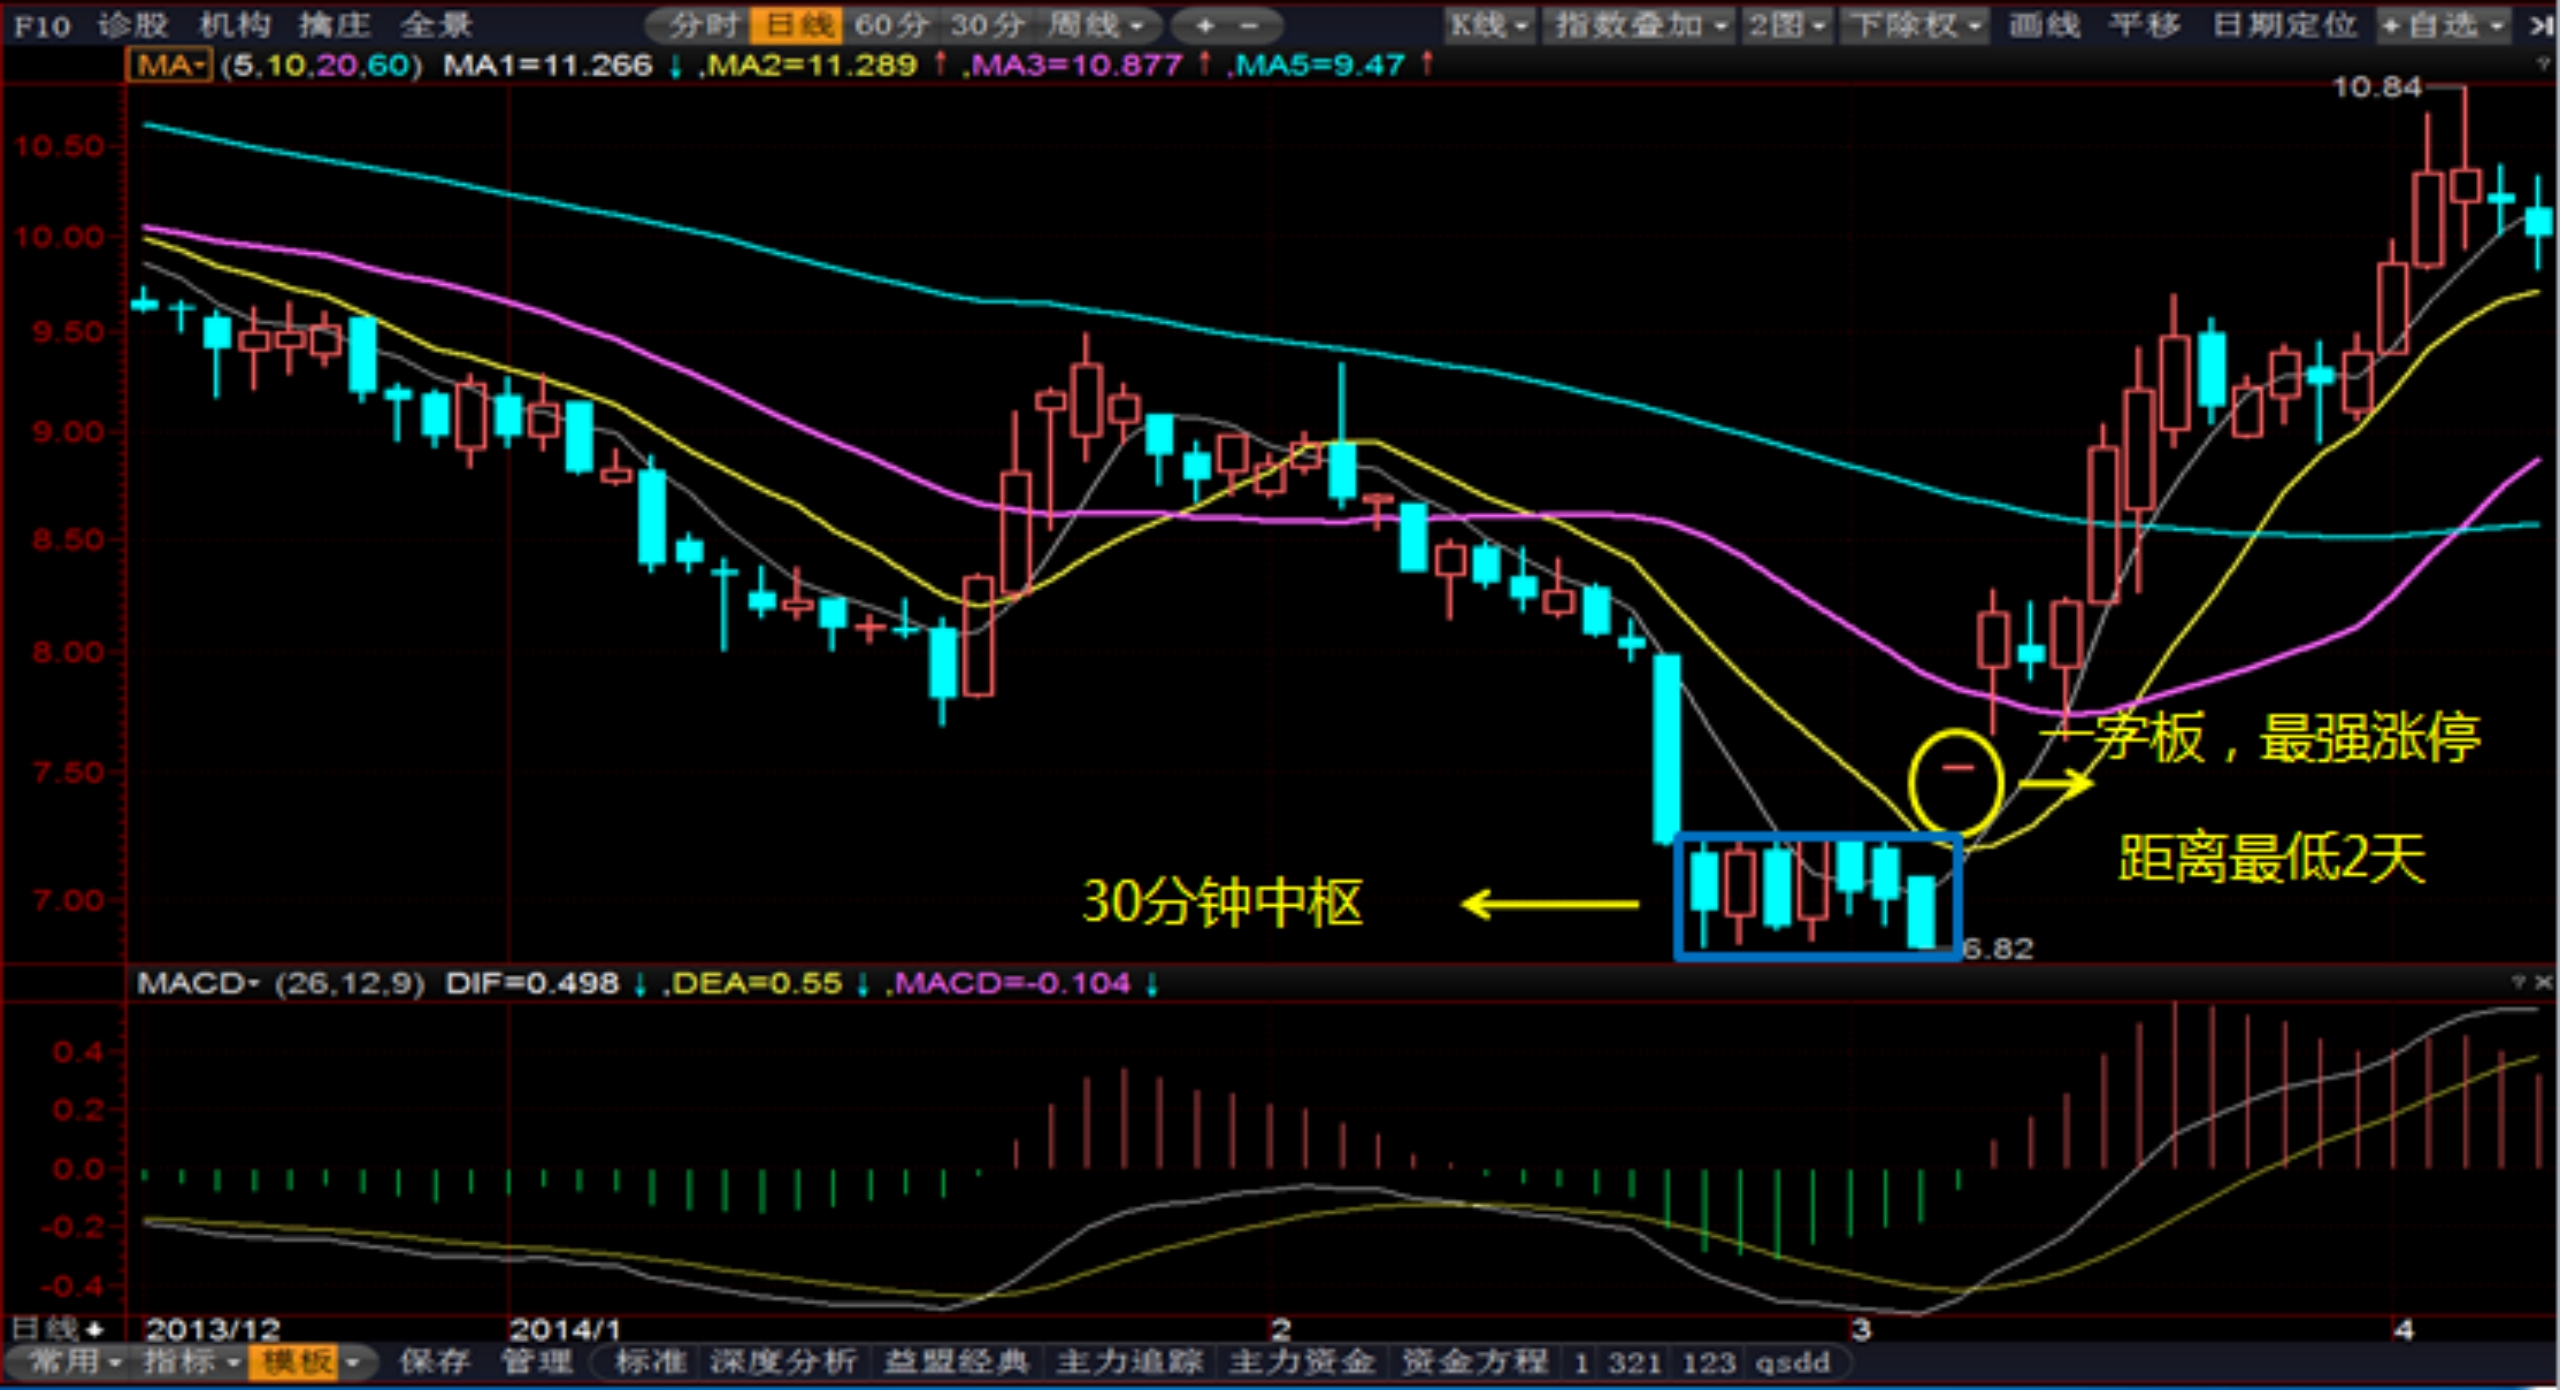 F10 诊股 机构 擒庄 全景 分时 日线 60分 30分 周线 + - K线 指数叠加 2图 下除权 画线 平移 日期定位 +自选
MA (5,10,20,60) MA1=11.266 ↓ ,MA2=11.289 ↑ ,MA3=10.877 ↑ ,MA5=9.47 ↑
10.84
10.50
10.00
9.50
9.00
8.50
8.00
一字板，最强涨停
7.50
距离最低2天
30分钟中枢
7.00
6.82
MACD (26,12,9) DIF=0.498 ↓ ,DEA=0.55 ↓ ,MACD=-0.104 ↓
0.4
0.2
0.0
-0.2
-0.4
日线 2013/12 2014/1 2 3 4
常用 指标 模板 保存 管理 标准 深度分析 益盟经典 主力追踪 主力资金 资金方程 1 321 123 qsdd